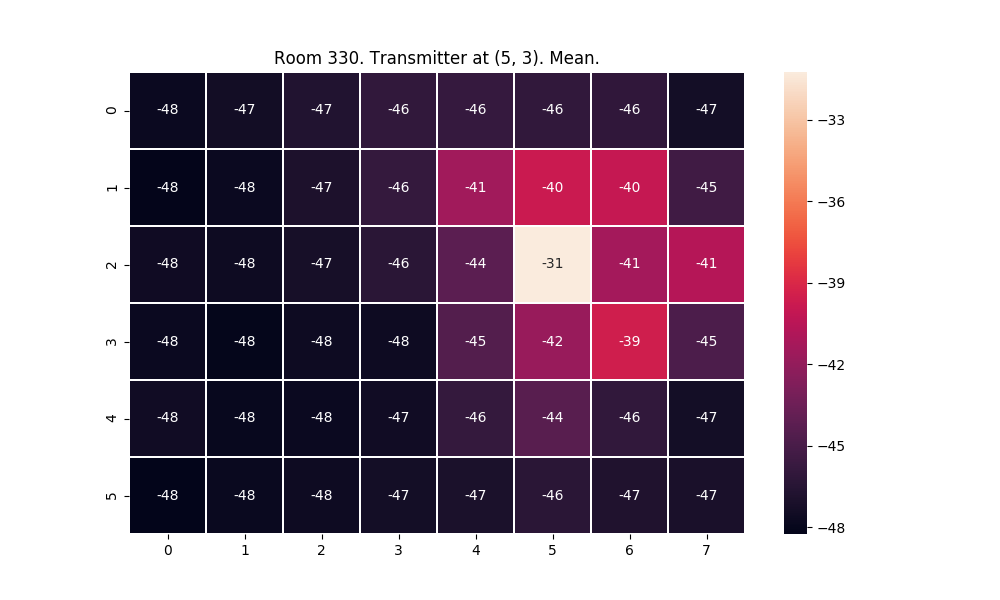 Room 330. Transmitter at (5, 3). Mean.
0 -48 -47 -47 -46 -46 -46 -46 -47
1 -48 -48 -47 -46 -41 -40 -40 -45
2 -48 -48 -47 -46 -44 -31 -41 -41
3 -48 -48 -48 -48 -45 -42 -39 -45
4 -48 -48 -48 -47 -46 -44 -46 -47
5 -48 -48 -48 -47 -47 -46 -47 -47
0 1 2 3 4 5 6 7
−33
−36
−39
−42
−45
−48